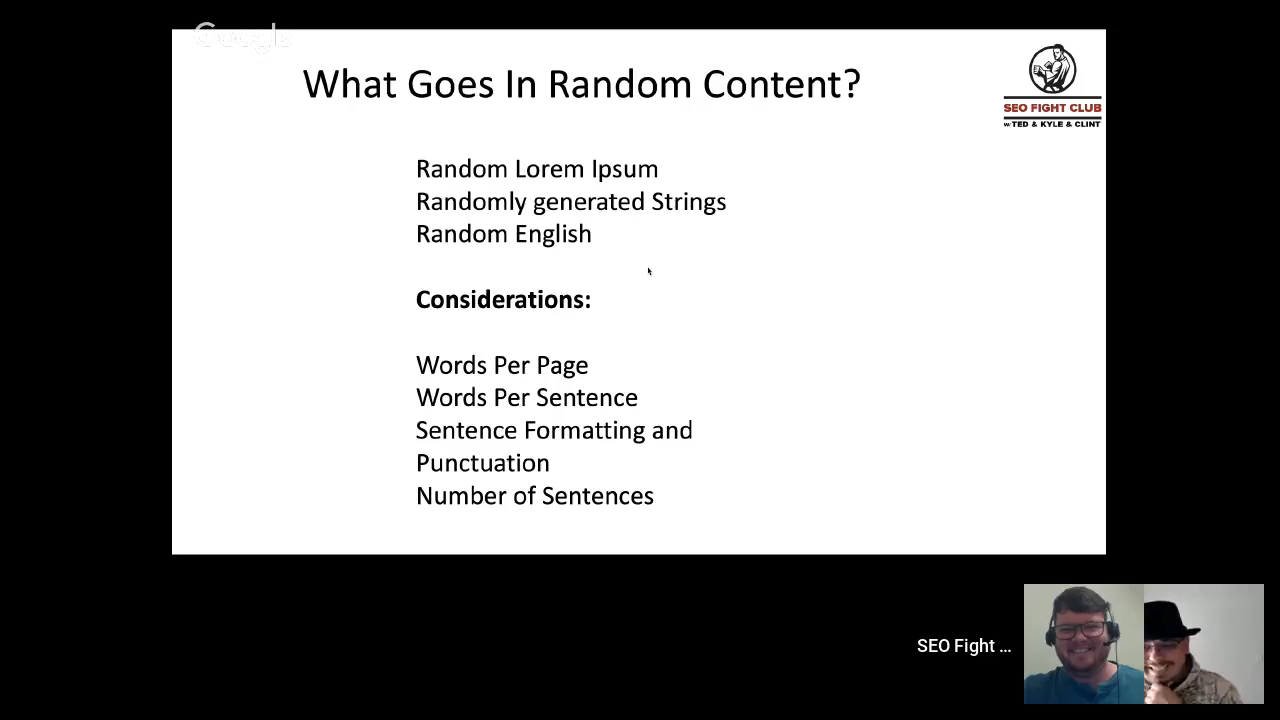 Google
What Goes In Random Content?
SEO FIGHT CLUB
W/ TED & KYLE & CLINT
Random Lorem Ipsum
Randomly generated Strings
Random English
Considerations:
Words Per Page
Words Per Sentence
Sentence Formatting and
Punctuation
Number of Sentences
SEO Fight ...